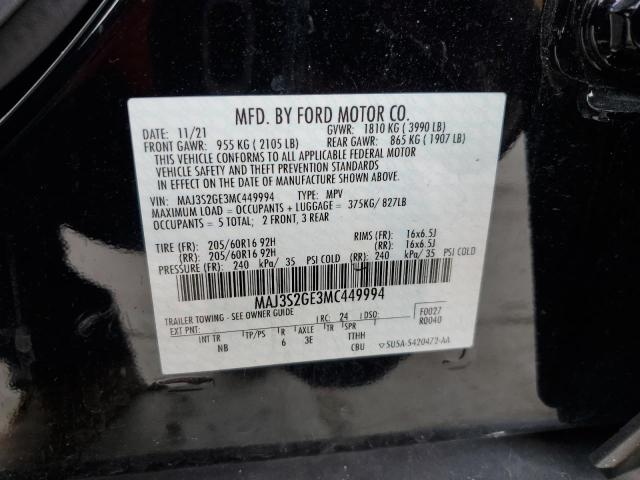 MFD. BY FORD MOTOR CO.
DATE: 11/21 GVWR: 1810 KG ( 3990 LB)
FRONT GAWR: 955 KG ( 2105 LB) REAR GAWR: 865 KG ( 1907 LB)
THIS VEHICLE CONFORMS TO ALL APPLICABLE FEDERAL MOTOR
VEHICLE SAFETY AND THEFT PREVENTION STANDARDS
IN EFFECT ON THE DATE OF MANUFACTURE SHOWN ABOVE.
VIN: MAJ3S2GE3MC449994 TYPE: MPV
MAXIMUM LOAD = OCCUPANTS + LUGGAGE = 375KG/ 827LB
OCCUPANTS = 5 TOTAL; 2 FRONT, 3 REAR
TIRE (FR): 205/60R16 92H RIMS (FR): 16x6.5J
(RR): 205/60R16 92H (RR): 16x6.5J
PRESSURE (FR): 240 kPa/ 35 PSI COLD (RR): 240 kPa/ 35 PSI COLD
MAJ3S2GE3MC449994
TRAILER TOWING - SEE OWNER GUIDE
EXT PNT: RC: 24 DSO: F0027
R0040
INT TR TP/PS R AXLE TR SPR
NB 6 3E TTHH
CBU SU5A-5420472-AA